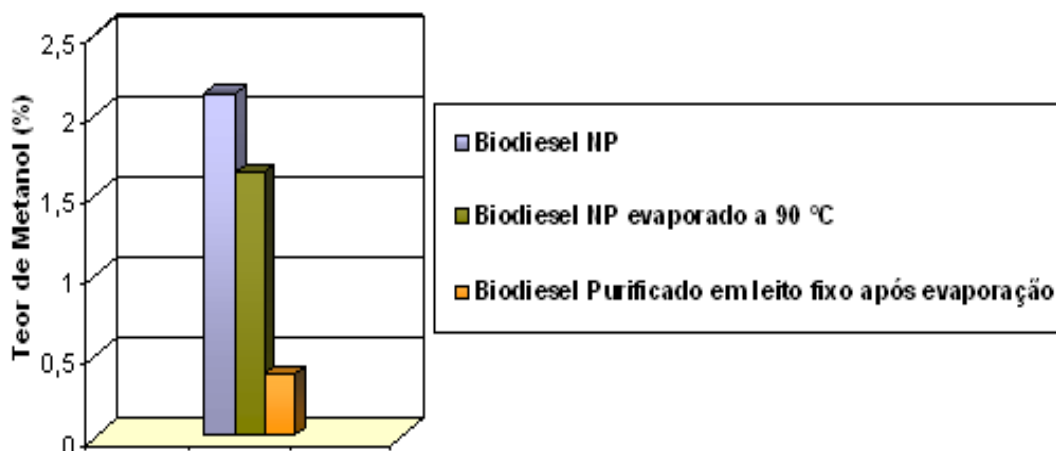 2,5
2
1,5
1
0,5
0
Teor de Metanol (%)
Biodiesel NP
Biodiesel NP evaporado a 90 °C
Biodiesel Purificado em leito fixo após evaporação